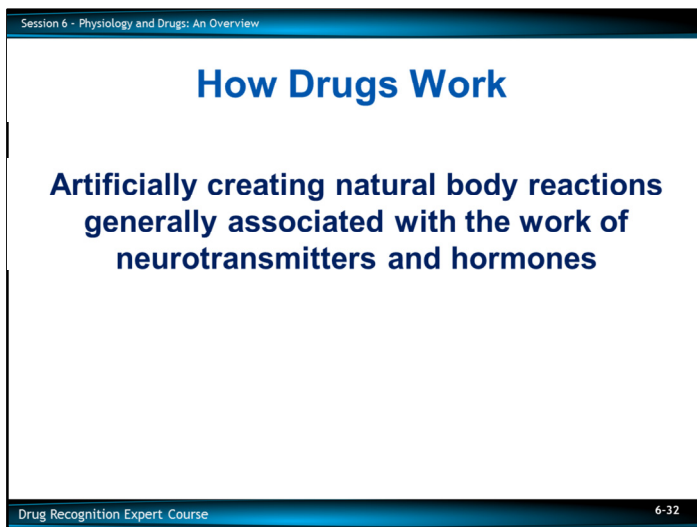 Session 6 - Physiology and Drugs: An Overview
How Drugs Work
Artificially creating natural body reactions
generally associated with the work of
neurotransmitters and hormones
Drug Recognition Expert Course
6-32